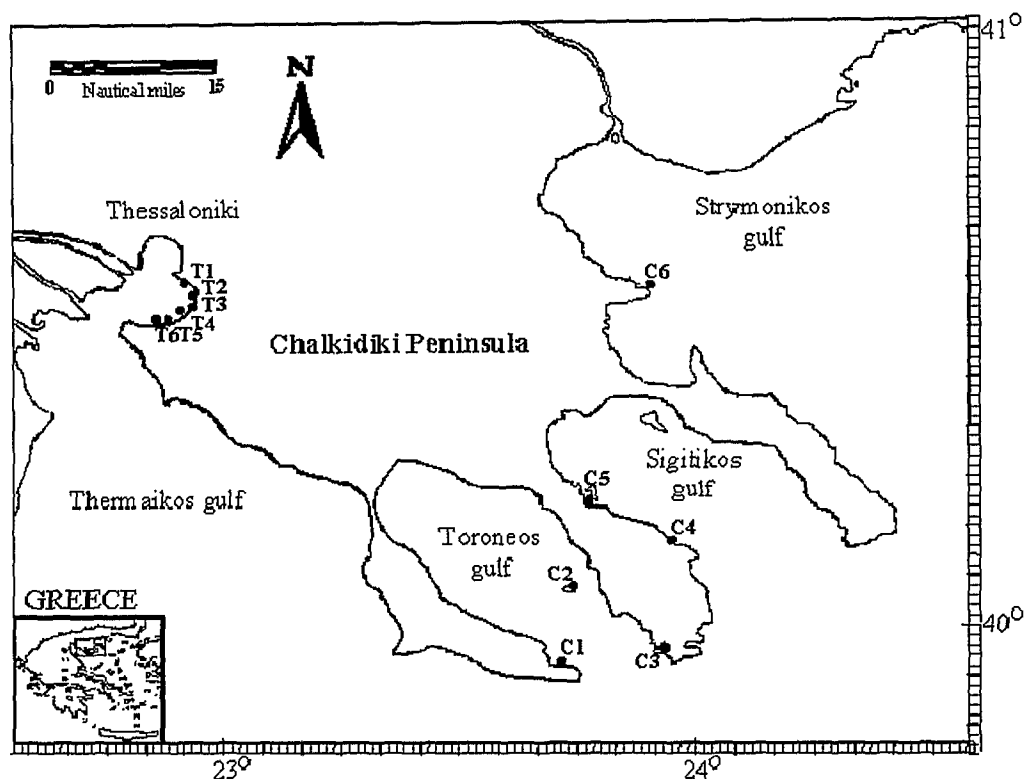 41°
N
0 15
Nautical miles
Thessaloniki
Strymonikos
gulf
T1
T2
T3
T4
T6T5
C6
Chalkidiki Peninsula
Sigitikos
gulf
C5
Thermaikos gulf
C4
Toroneos
gulf
C2
GREECE
C1
C3
40°
23°
24°